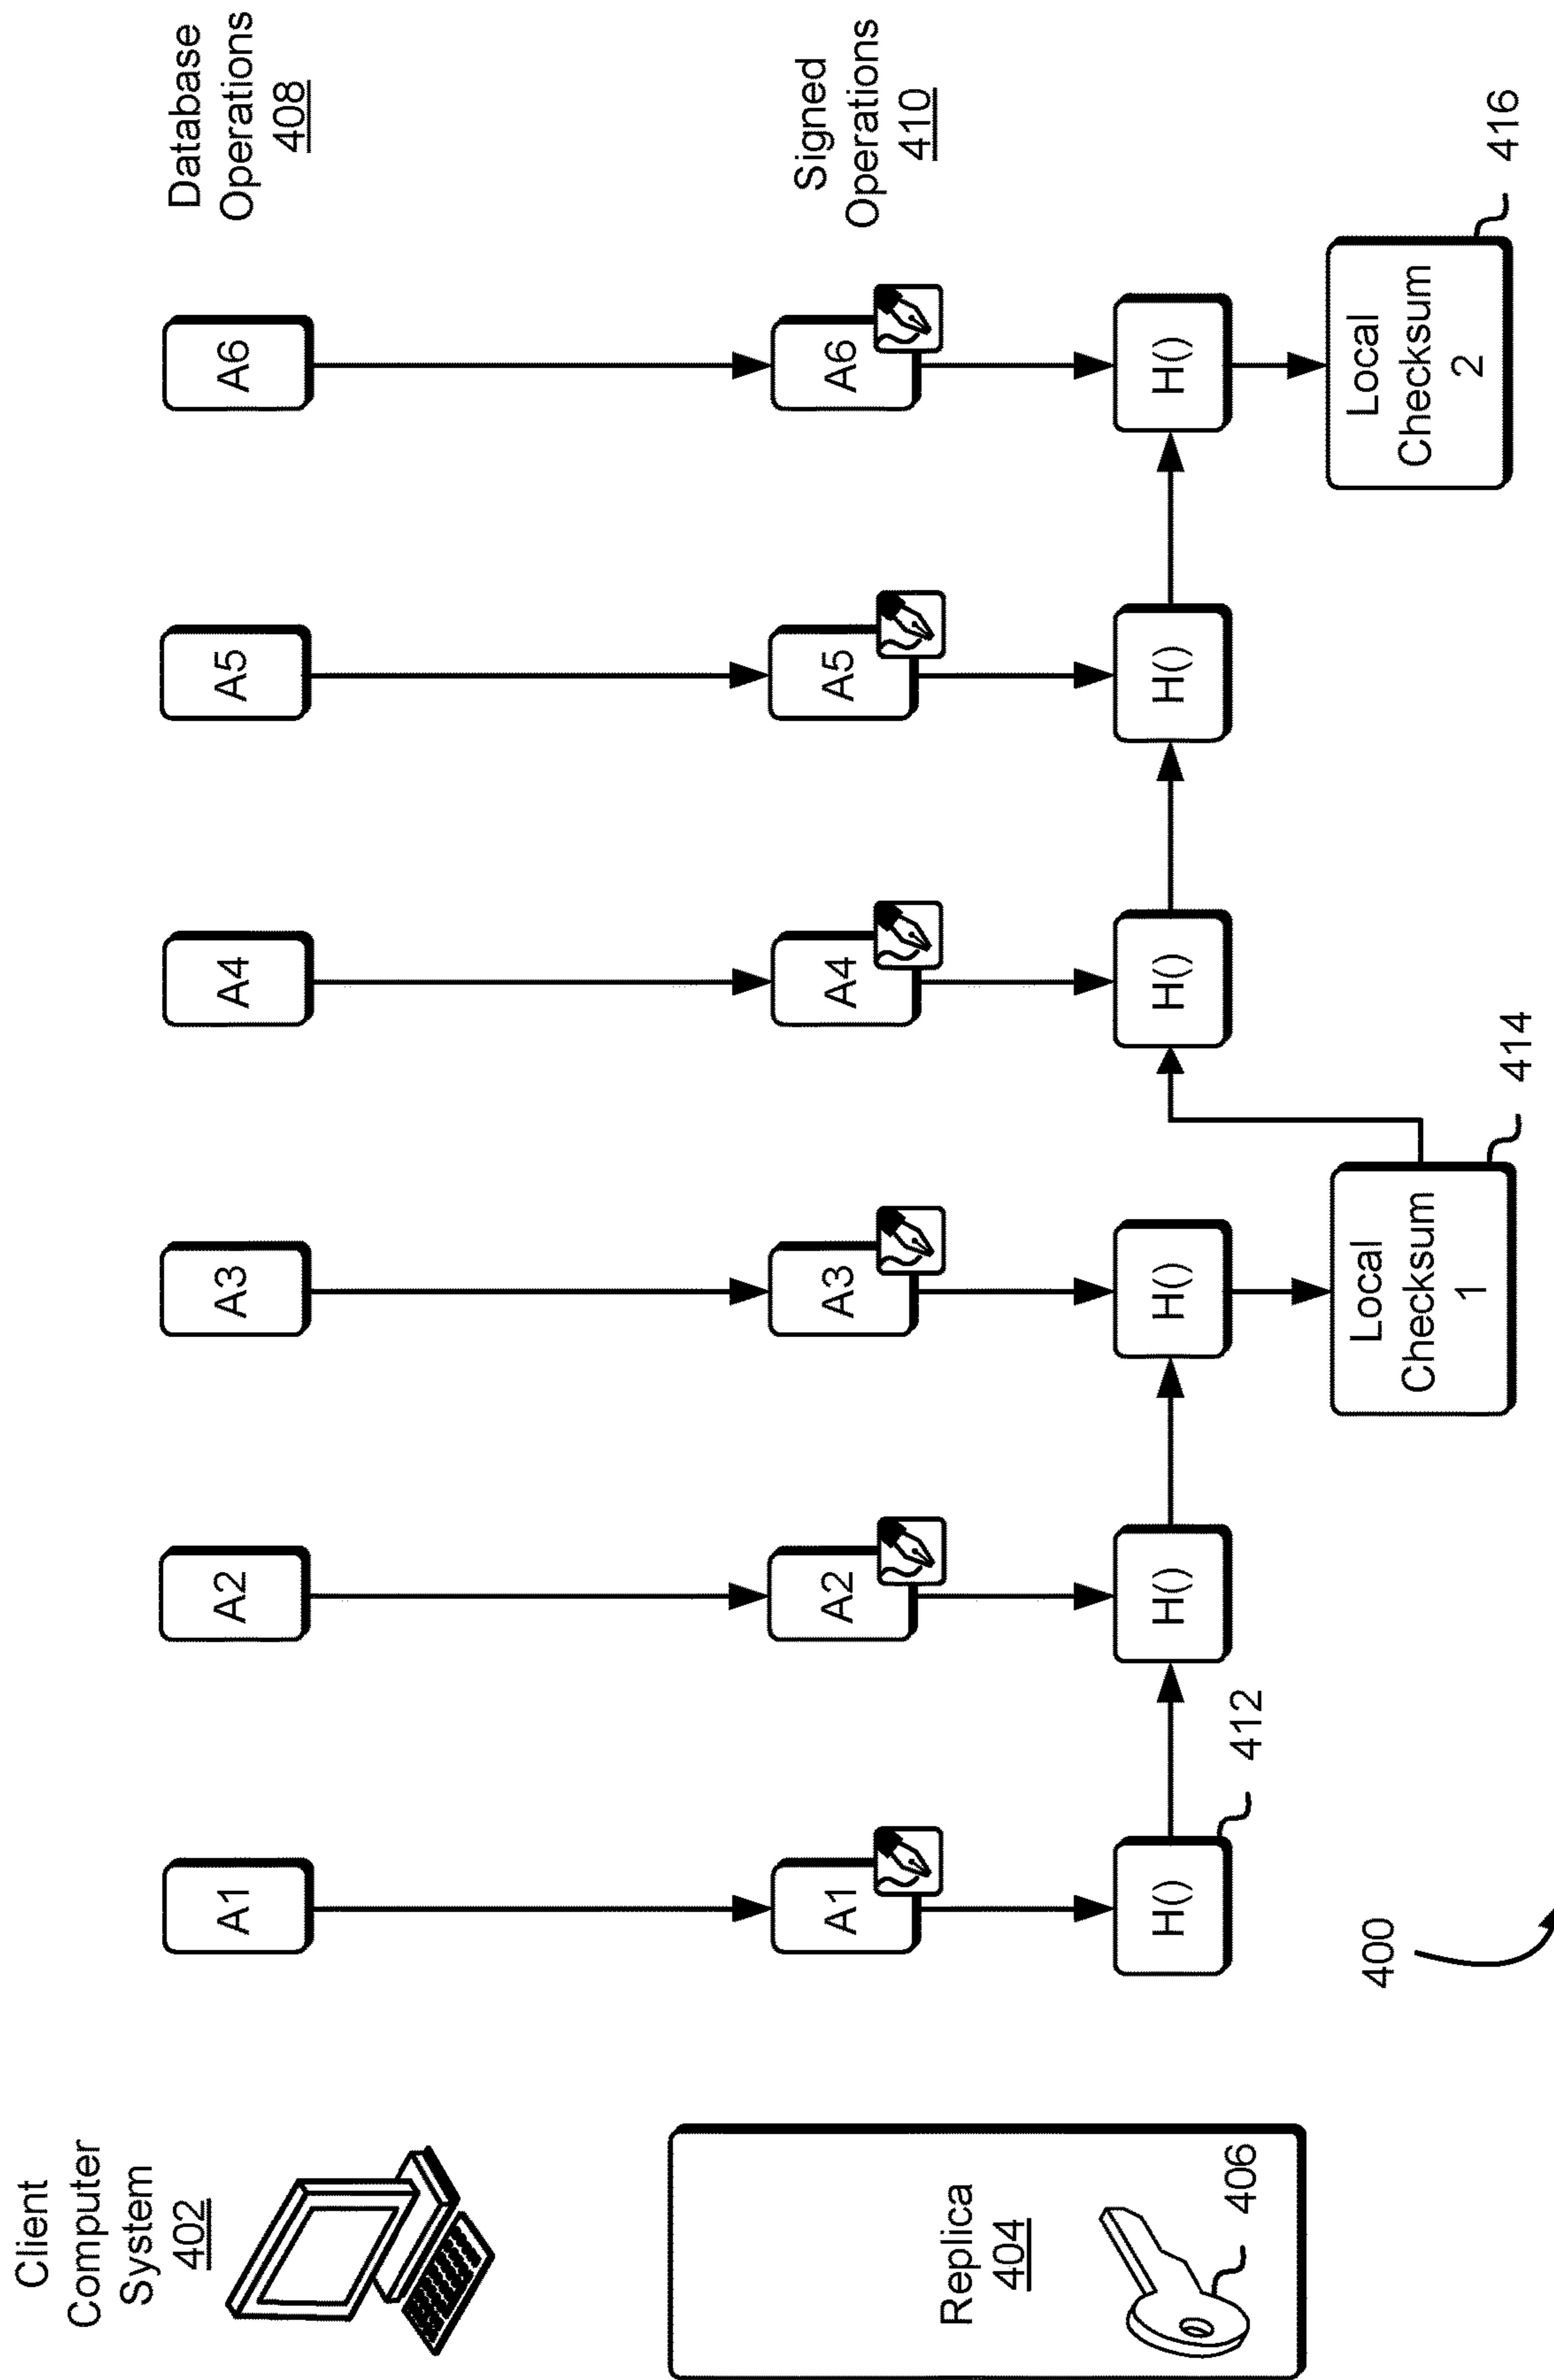 Client
Computer
System
402
A1
A2
A3
A4
A5
A6
Database
Operations
408
Replica
404
406
A1
A2
A3
A4
A5
A6
Signed
Operations
410
H()
H()
H()
H()
H()
H()
412
Local
Checksum
1
414
Local
Checksum
2
416
400